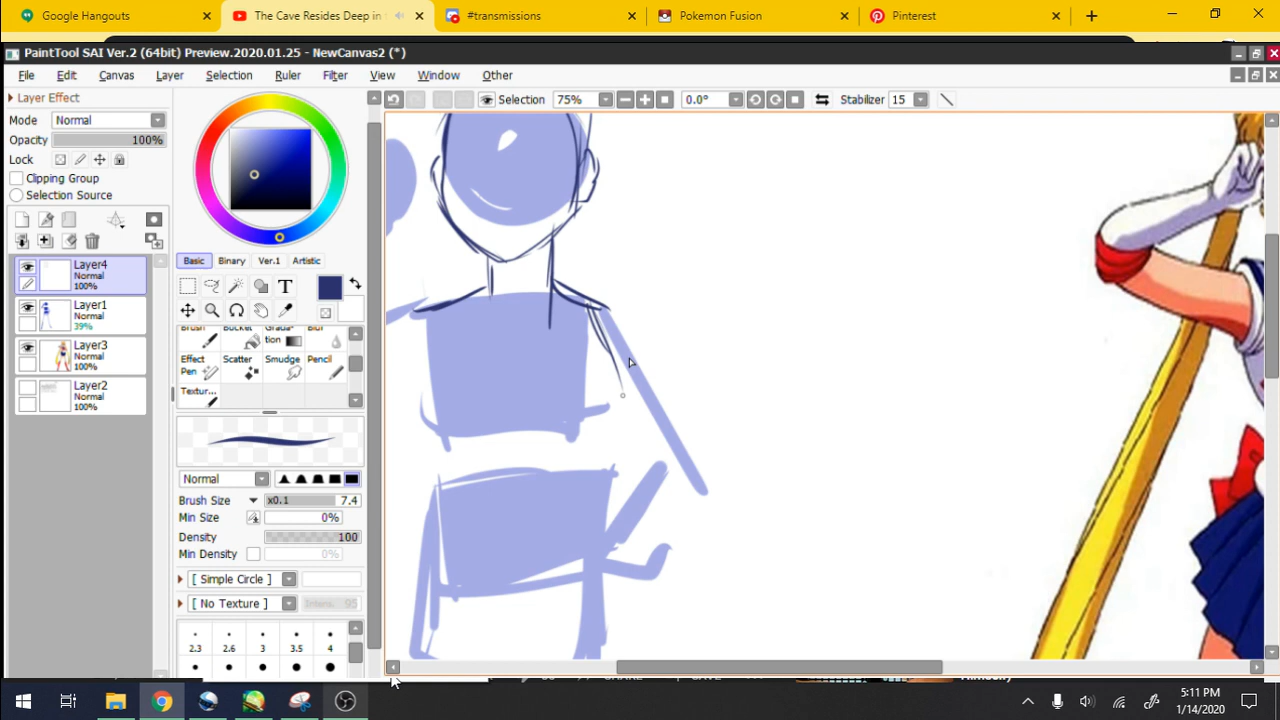 Google Hangouts
The Cave Resides Deep in
#transmissions
Pokemon Fusion
Pinterest
PaintTool SAI Ver.2 (64bit) Preview.2020.01.25 - NewCanvas2 (*)
File Edit Canvas Layer Selection Ruler Filter View Window Other
Layer Effect
Mode Normal
Opacity 100%
Lock
Clipping Group
Selection Source
Selection 75% 0.0° Stabilizer 15
Layer4
Normal
100%
Layer1
Normal
39%
Layer3
Normal
100%
Layer2
Normal
100%
Basic Binary Ver.1 Artistic
T
Brush Bucket Grada- Blur
tion
Effect Scatter Smudge Pencil
Pen
Textur...
Normal
Brush Size x0.1 7.4
Min Size 0%
Density 100
Min Density 0%
[ Simple Circle ]
[ No Texture ] Intens. 95
2.3 2.6 3 3.5 4
5:11 PM
1/14/2020